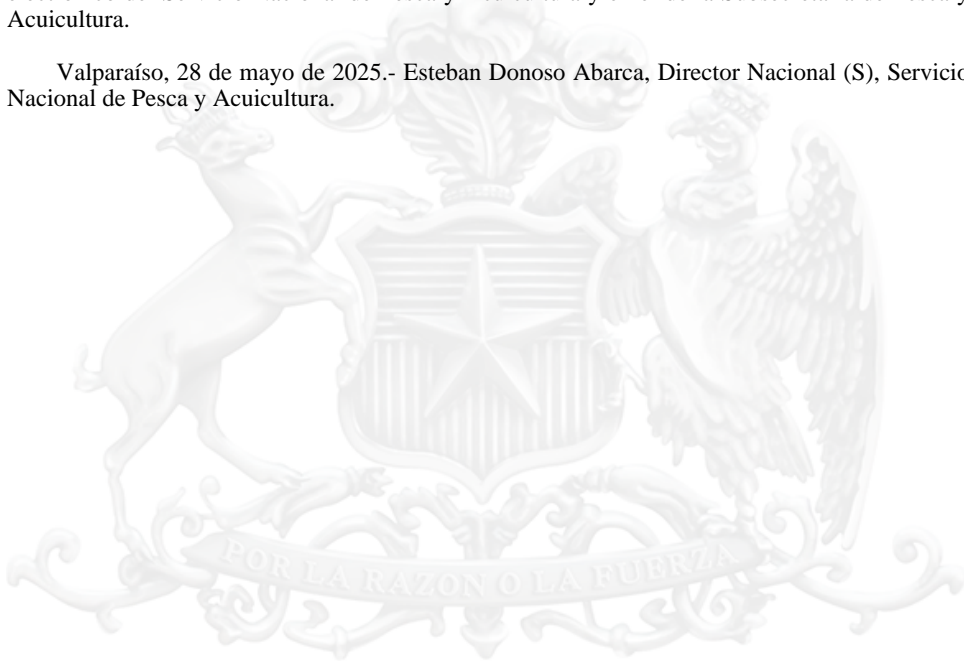 Acuicultura.
Valparaíso, 28 de mayo de 2025.- Esteban Donoso Abarca, Director Nacional (S), Servicio
Nacional de Pesca y Acuicultura.
POR LA RAZON O LA FUERZA